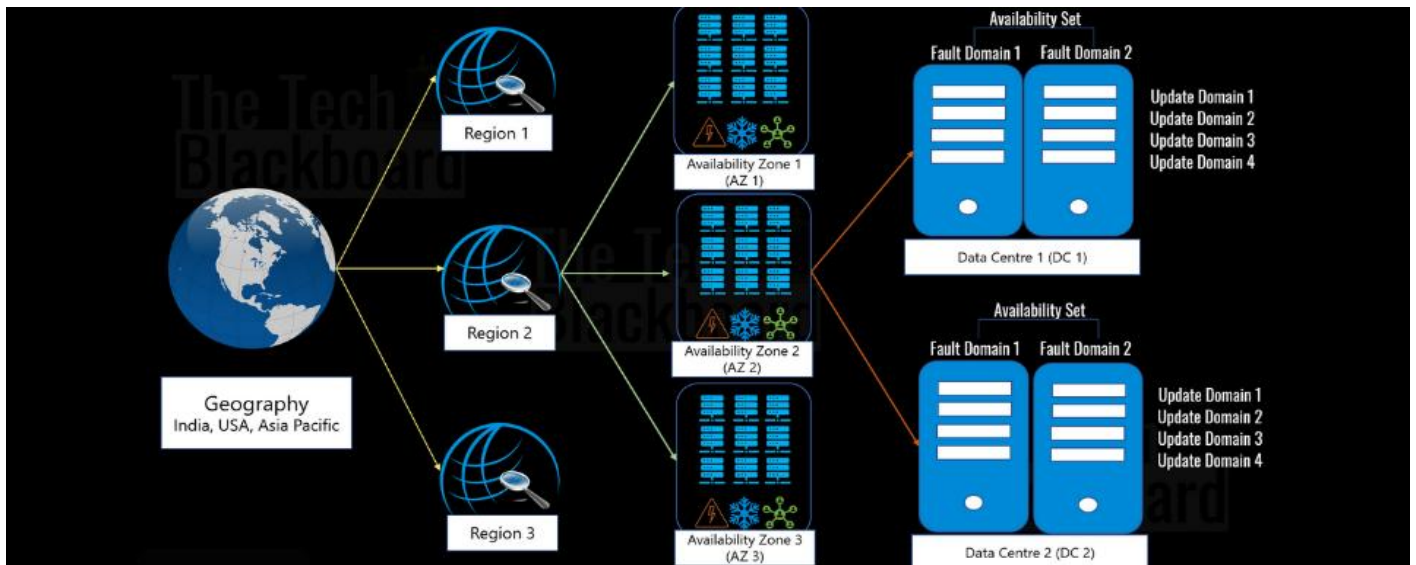 The Tech
Blackboard
Geography
India, USA, Asia Pacific
Region 1
Region 2
Region 3
The Tech
Blackboard
Availability Zone 1
(AZ 1)
Availability Zone 2
(AZ 2)
Availability Zone 3
(AZ 3)
Availability Set
Fault Domain 1 Fault Domain 2
Update Domain 1
Update Domain 2
Update Domain 3
Update Domain 4
Data Centre 1 (DC 1)
Availability Set
Fault Domain 1 Fault Domain 2
Update Domain 1
Update Domain 2
Update Domain 3
Update Domain 4
Data Centre 2 (DC 2)